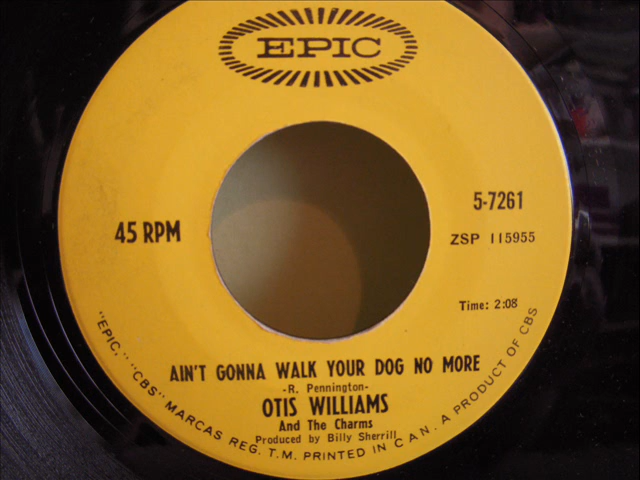 EPIC
45 RPM
5-7261
ZSP 115955
Time: 2:08
AIN'T GONNA WALK YOUR DOG NO MORE
-R. Pennington-
OTIS WILLIAMS
And The Charms
Produced by Billy Sherrill
"EPIC," "CBS" MARCAS REG. T.M. PRINTED IN CAN. A PRODUCT OF CBS